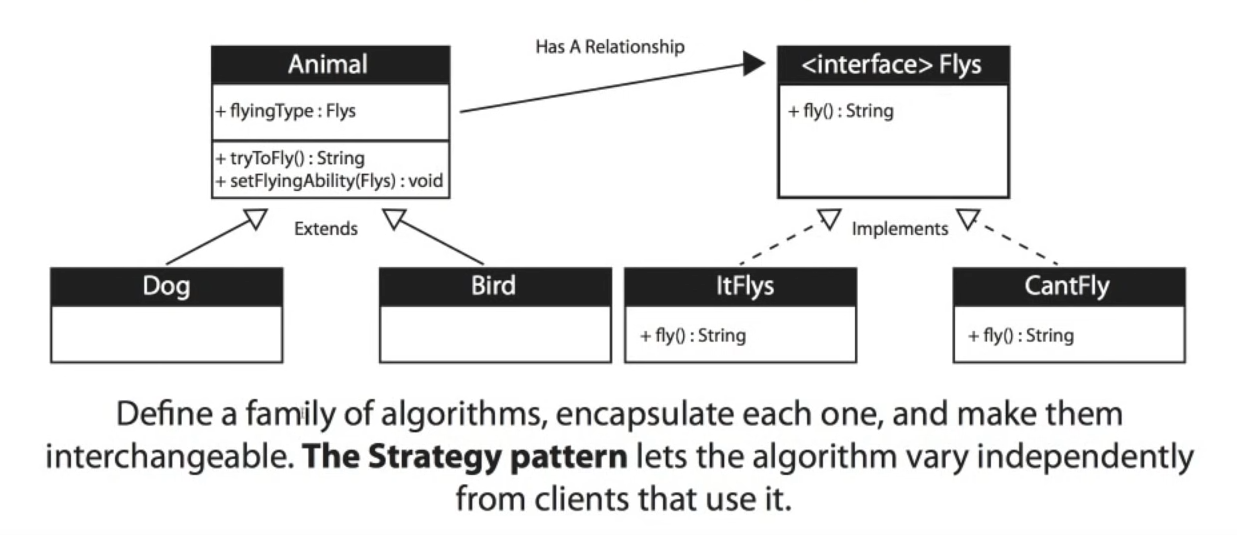 Has A Relationship
Animal
+ flyingType : Flys
+ tryToFly() : String
+ setFlyingAbility(Flys) : void
<interface> Flys
+ fly() : String
Extends
Implements
Dog
Bird
ItFlys
+ fly() : String
CantFly
+ fly() : String
Define a family of algorithms, encapsulate each one, and make them
interchangeable. The Strategy pattern lets the algorithm vary independently
from clients that use it.